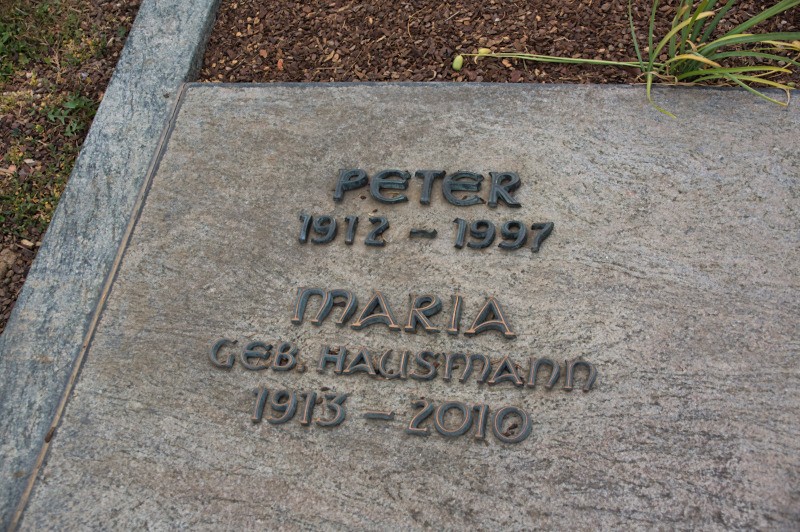 PETER
1912 - 1997
MARIA
GEB. HAUSMANN
1913 - 2010